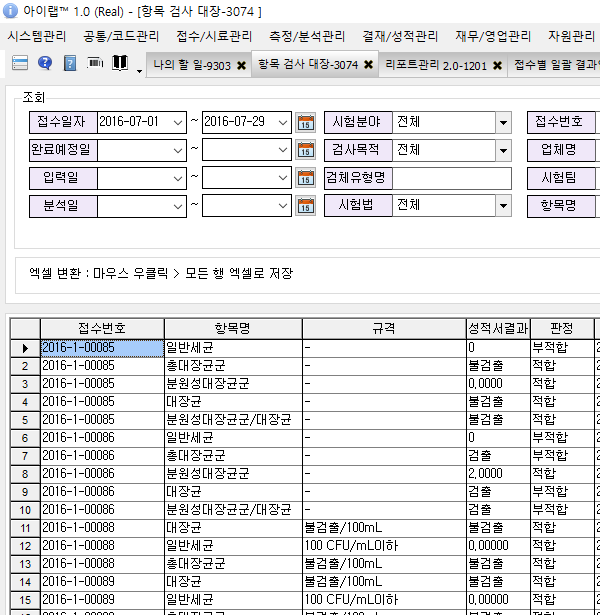 아이랩™ 1.0 (Real) - [항목 검사 대장-3074 ]
시스템관리 공통/코드관리 접수/시료관리 측정/분석관리 결재/성적관리 재무/영업관리 자원관리
나의 할 일-9303 항목 검사 대장-3074 리포트관리 2.0-1201 접수별 일괄 결과
조회
접수일자 2016-07-01 ~ 2016-07-29 15 시험분야 전체 접수번호
완료예정일 ~ 15 검사목적 전체 업체명
입력일 ~ 15 검체유형명 시험팀
분석일 ~ 15 시험법 전체 항목명
엑셀 변환 : 마우스 우클릭 > 모든 행 엑셀로 저장
접수번호 항목명 규격 성적서결과 판정
2016-1-00085 일반세균 - 0 부적합
2 2016-1-00085 총대장균군 - 불검출 적합
3 2016-1-00085 분원성대장균군 - 0,0000 적합
4 2016-1-00085 대장균 - 불검출 적합
5 2016-1-00085 분원성대장균군/대장균 - 불검출 적합
6 2016-1-00086 일반세균 - 0 부적합
7 2016-1-00086 총대장균군 - 검출 부적합
8 2016-1-00086 분원성대장균군 - 2,0000 적합
9 2016-1-00086 대장균 - 검출 부적합
10 2016-1-00086 분원성대장균군/대장균 - 검출 부적합
11 2016-1-00088 대장균 불검출/100mL 불검출 적합
12 2016-1-00088 일반세균 100 CFU/mL이하 0,00000 적합
13 2016-1-00088 총대장균군 불검출/100mL 불검출 적합
14 2016-1-00089 대장균 불검출/100mL 불검출 적합
15 2016-1-00089 일반세균 100 CFU/mL이하 0,00000 적합
2016-1-00089 총대장균군 불검출/100mL 불검출 적합